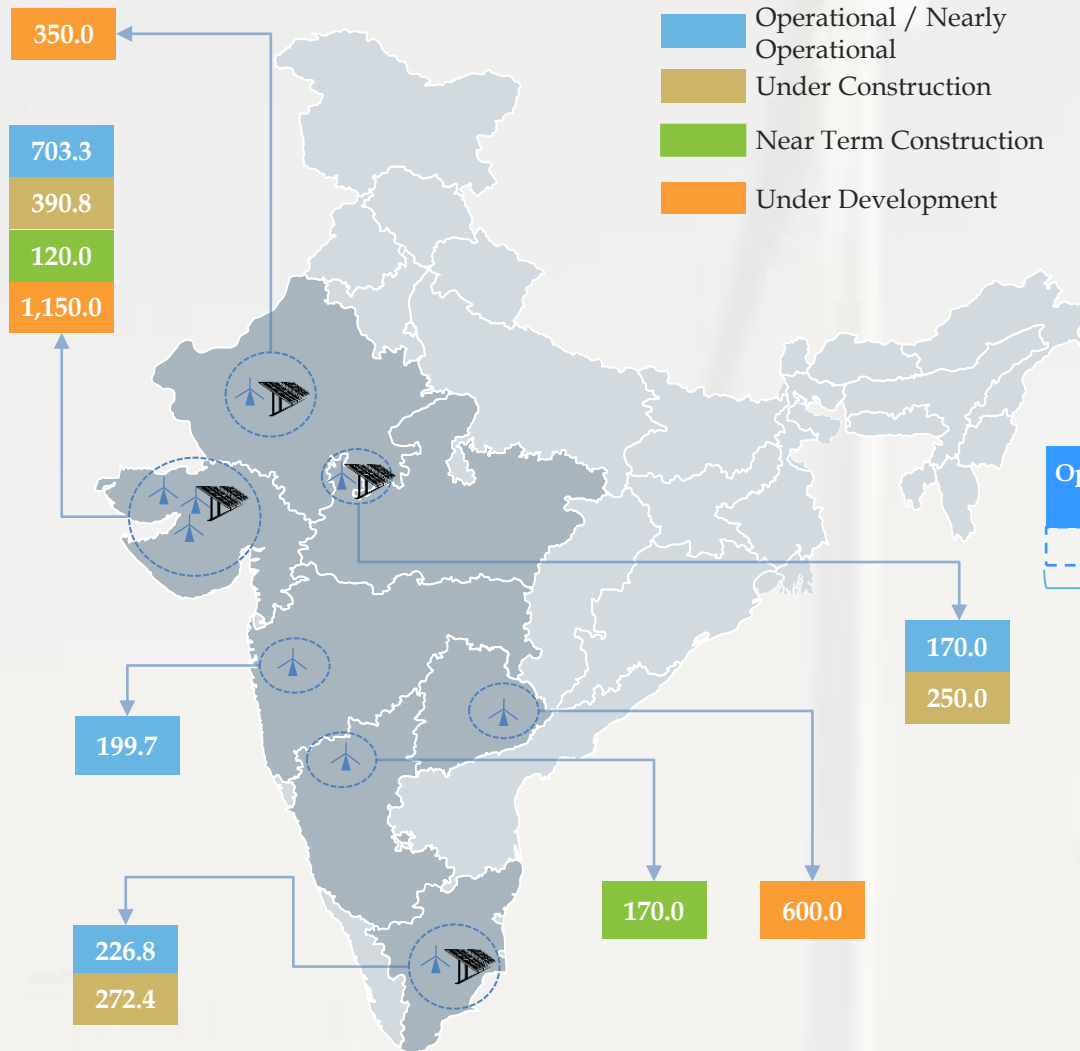 350.0
Operational / Nearly
Operational
Under Construction
Near Term Construction
Under Development
703.3
390.8
120.0
1,150.0
170.0
250.0
199.7
170.0
600.0
226.8
272.4